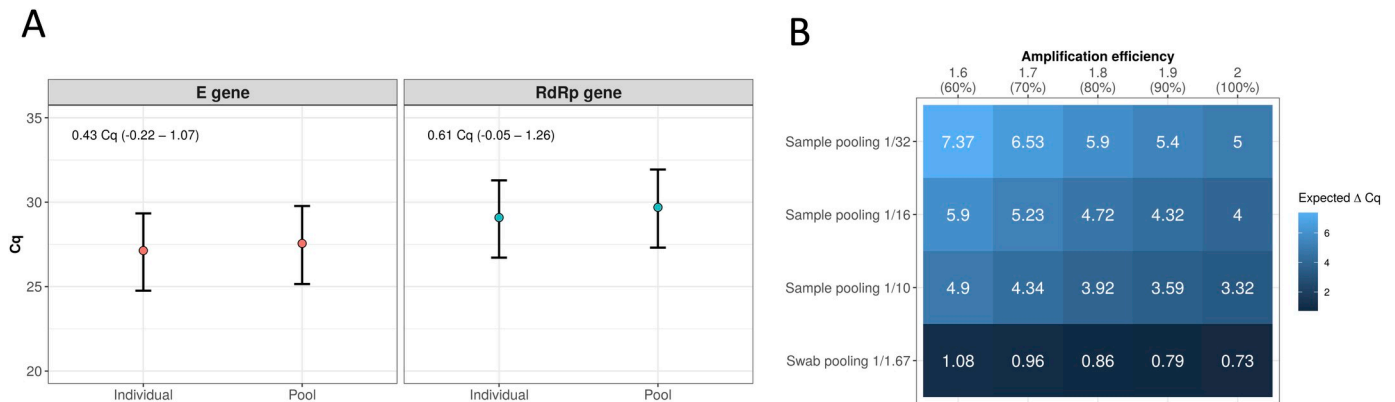 A
E gene
RdRp gene
0.43 Cq (-0.22 – 1.07)
0.61 Cq (-0.05 – 1.26)
Cq
35
30
25
20
Individual
Pool
Individual
Pool
B
Amplification efficiency
1.6 1.7 1.8 1.9 2
(60%) (70%) (80%) (90%) (100%)
Sample pooling 1/32 7.37 6.53 5.9 5.4 5
Sample pooling 1/16 5.9 5.23 4.72 4.32 4
Sample pooling 1/10 4.9 4.34 3.92 3.59 3.32
Swab pooling 1/1.67 1.08 0.96 0.86 0.79 0.73
Expected Δ Cq
6
4
2